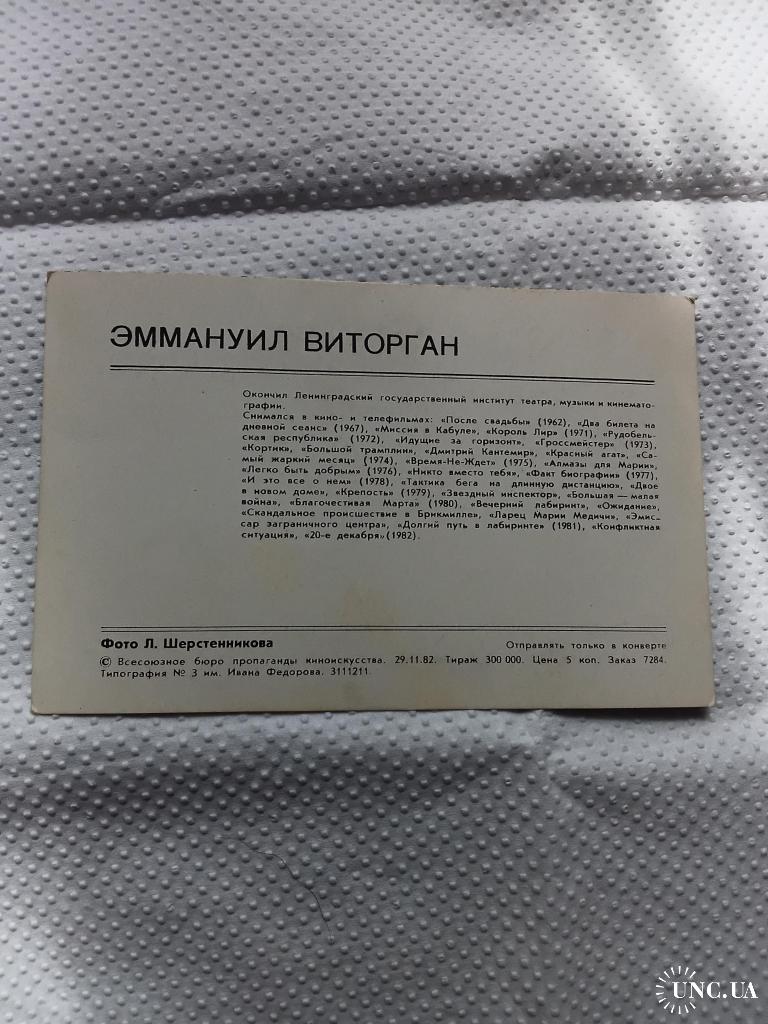 ЭММАНУИЛ ВИТОРГАН
Окончил Ленинградский государственный институт театра, музыки и кинемато-
графии.
Снимался в кино- и телефильмах: «После свадьбы» (1962), «Два билета на
дневной сеанс» (1967), «Миссия в Кабуле», «Король Лир» (1971), «Рудобель-
ская республика» (1972), «Идущие за горизонт», «Гроссмейстер» (1973),
«Кортик», «Большой трамплин», «Дмитрий Кантемир», «Красный агат», «Са-
мый жаркий месяц» (1974), «Время-Не-Ждет» (1975), «Алмазы для Марии»,
«Легко быть добрым» (1976), «Никто вместо тебя», «Факт биографии» (1977),
«И это все о нем» (1978), «Тактика бега на длинную дистанцию», «Двое
в новом доме», «Крепость» (1979), «Звездный инспектор», «Большая — малая
война», «Благочестивая Марта» (1980), «Вечерний лабиринт», «Ожидание»,
«Скандальное происшествие в Брикмилле», «Ларец Марии Медичи», «Эмис-
сар заграничного центра», «Долгий путь в лабиринте» (1981), «Конфликтная
ситуация», «20-е декабря» (1982).
Фото Л. Шерстенникова
Отправлять только в конверте
© Всесоюзное бюро пропаганды киноискусства. 29.11.82. Тираж 300 000. Цена 5 коп. Заказ 7284.
Типография № 3 им. Ивана Федорова. 3111211.
UNC.UA